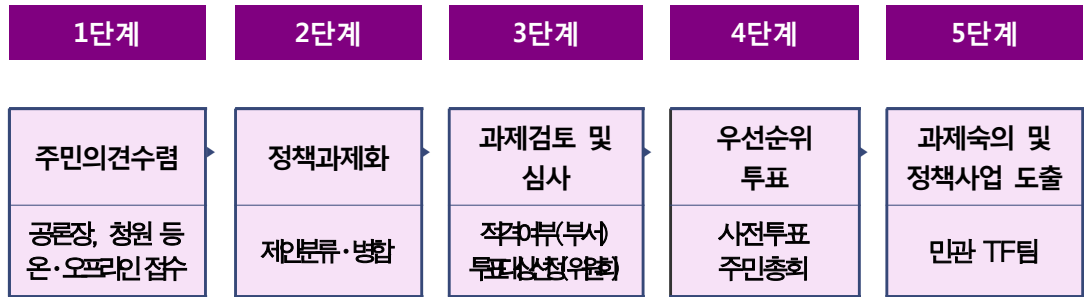 1단계
2단계
3단계
4단계
5단계
주민의견수렴
정책과제화
과제검토 및
심사
우선순위
투표
과제숙의 및
정책사업 도출
공론장, 청원 등
온·오프라인 접수
제안분류·병합
적격여부(부서)
투표대상선정(위원회)
사전투표
주민총회
민관 TF팀